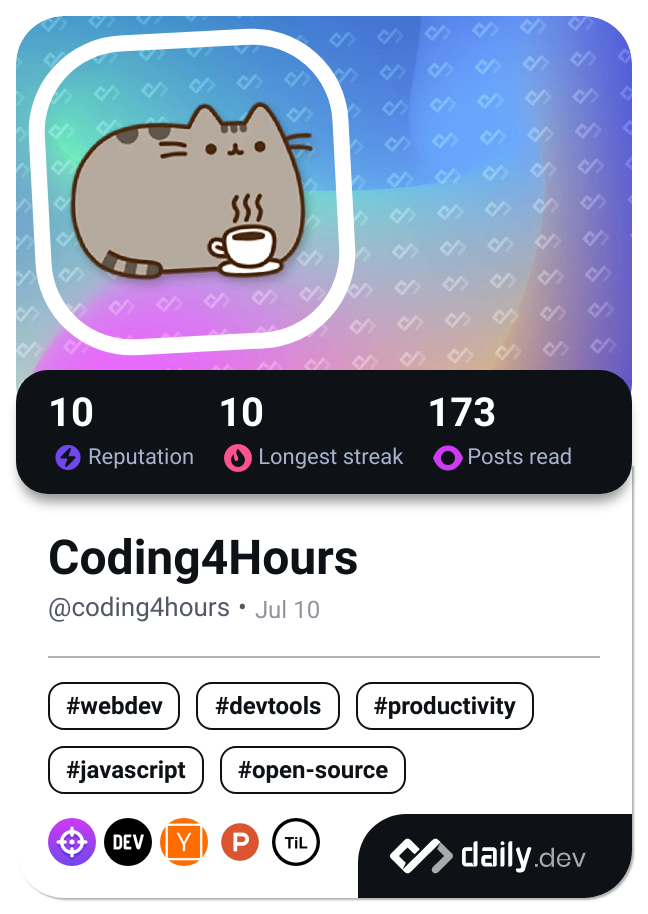 10 10 173
Reputation Longest streak Posts read
Coding4Hours
@coding4hours • Jul 10
#webdev #devtools #productivity
#javascript #open-source
DEV Y P TiL
daily.dev